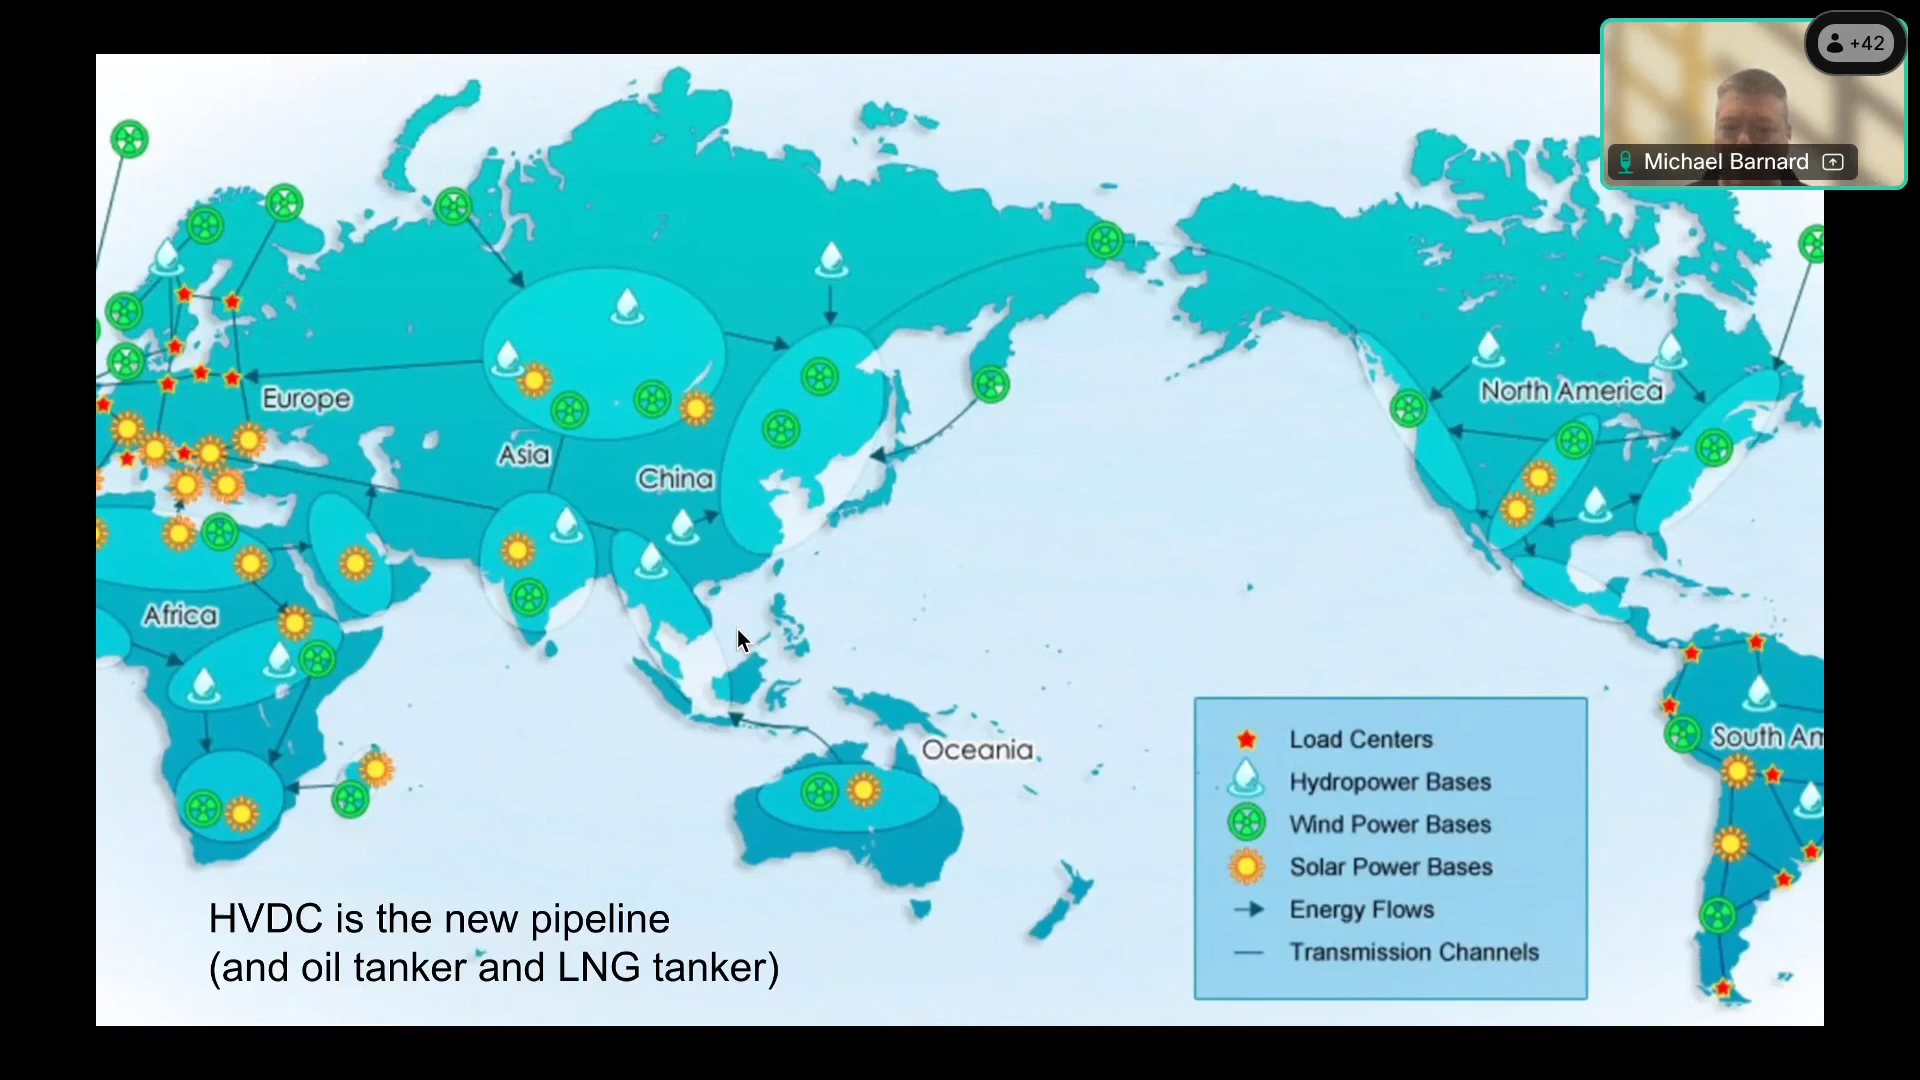 +42
Michael Barnard
Europe
Asia
China
North America
Africa
Oceania
South Am
Load Centers
Hydropower Bases
Wind Power Bases
Solar Power Bases
Energy Flows
Transmission Channels
HVDC is the new pipeline
(and oil tanker and LNG tanker)